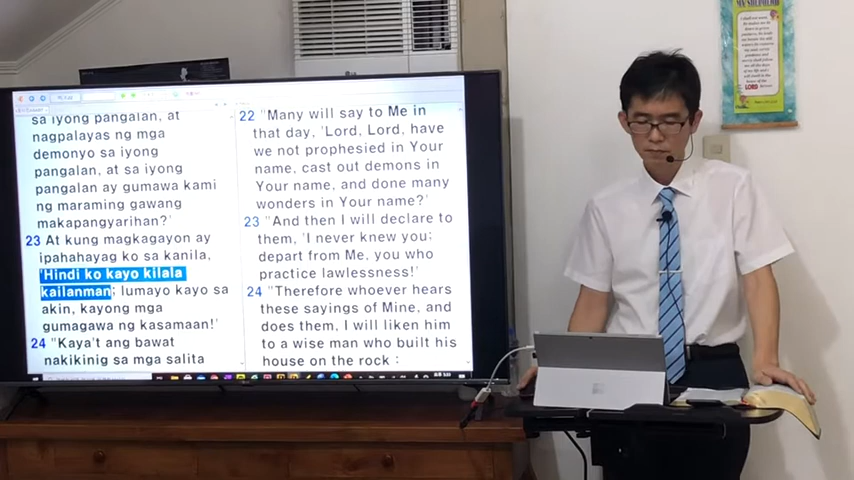 sa iyong pangalan, at
nagpalayas ng mga
demonyo sa iyong
pangalan, at sa iyong
pangalan ay gumawa kami
ng maraming gawang
makapangyarihan?'
23 At kung magkagayon ay
ipahahayag ko sa kanila,
'Hindi ko kayo kilala
kailanman; lumayo kayo sa
akin, kayong mga
gumagawa ng kasamaan!'
24 "Kaya't ang bawat
nakikinig sa mga salita
22 "Many will say to Me in
that day, 'Lord, Lord, have
we not prophesied in Your
name, cast out demons in
Your name, and done many
wonders in Your name?'
23 "And then I will declare to
them, 'I never knew you;
depart from Me, you who
practice lawlessness!'
24 "Therefore whoever hears
these sayings of Mine, and
does them, I will liken him
to a wise man who built his
house on the rock :
MY SHEPHERD
LORD